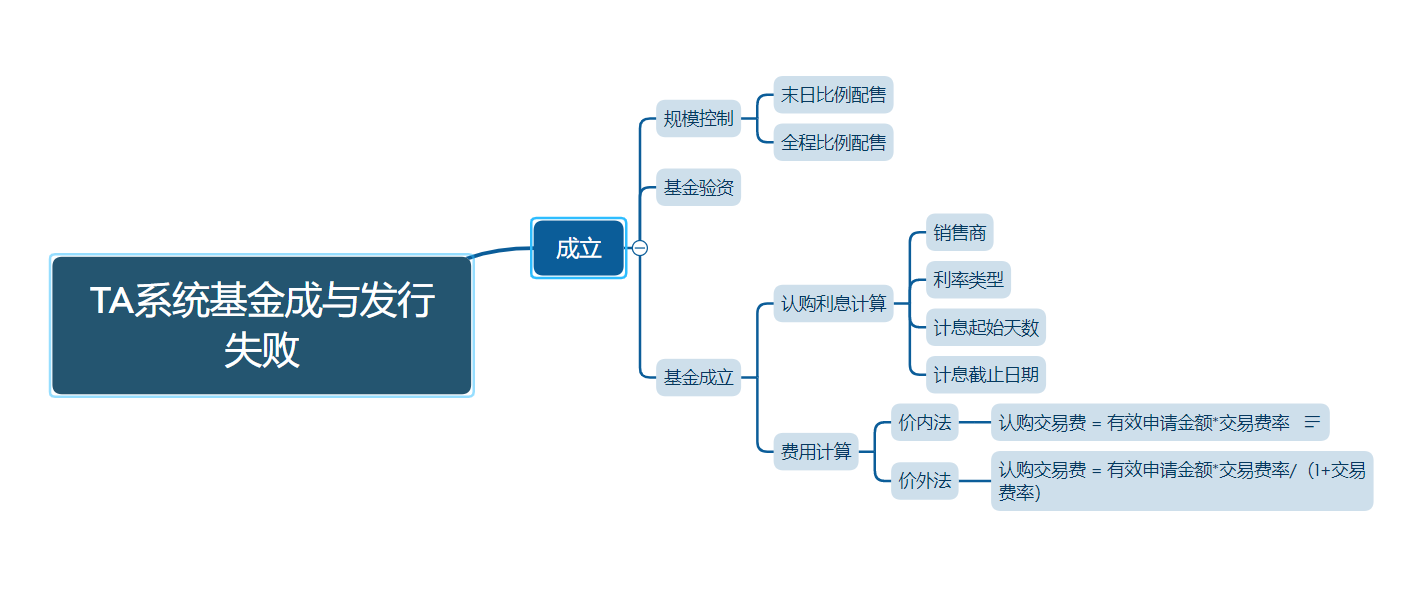 TA系统基金成与发行
失败
成立
规模控制
末日比例配售
全程比例配售
基金验资
基金成立
认购利息计算
销售商
利率类型
计息起始天数
计息截止日期
费用计算
价内法
认购交易费 = 有效申请金额*交易费率
价外法
认购交易费 = 有效申请金额*交易费率/（1+交易
费率）